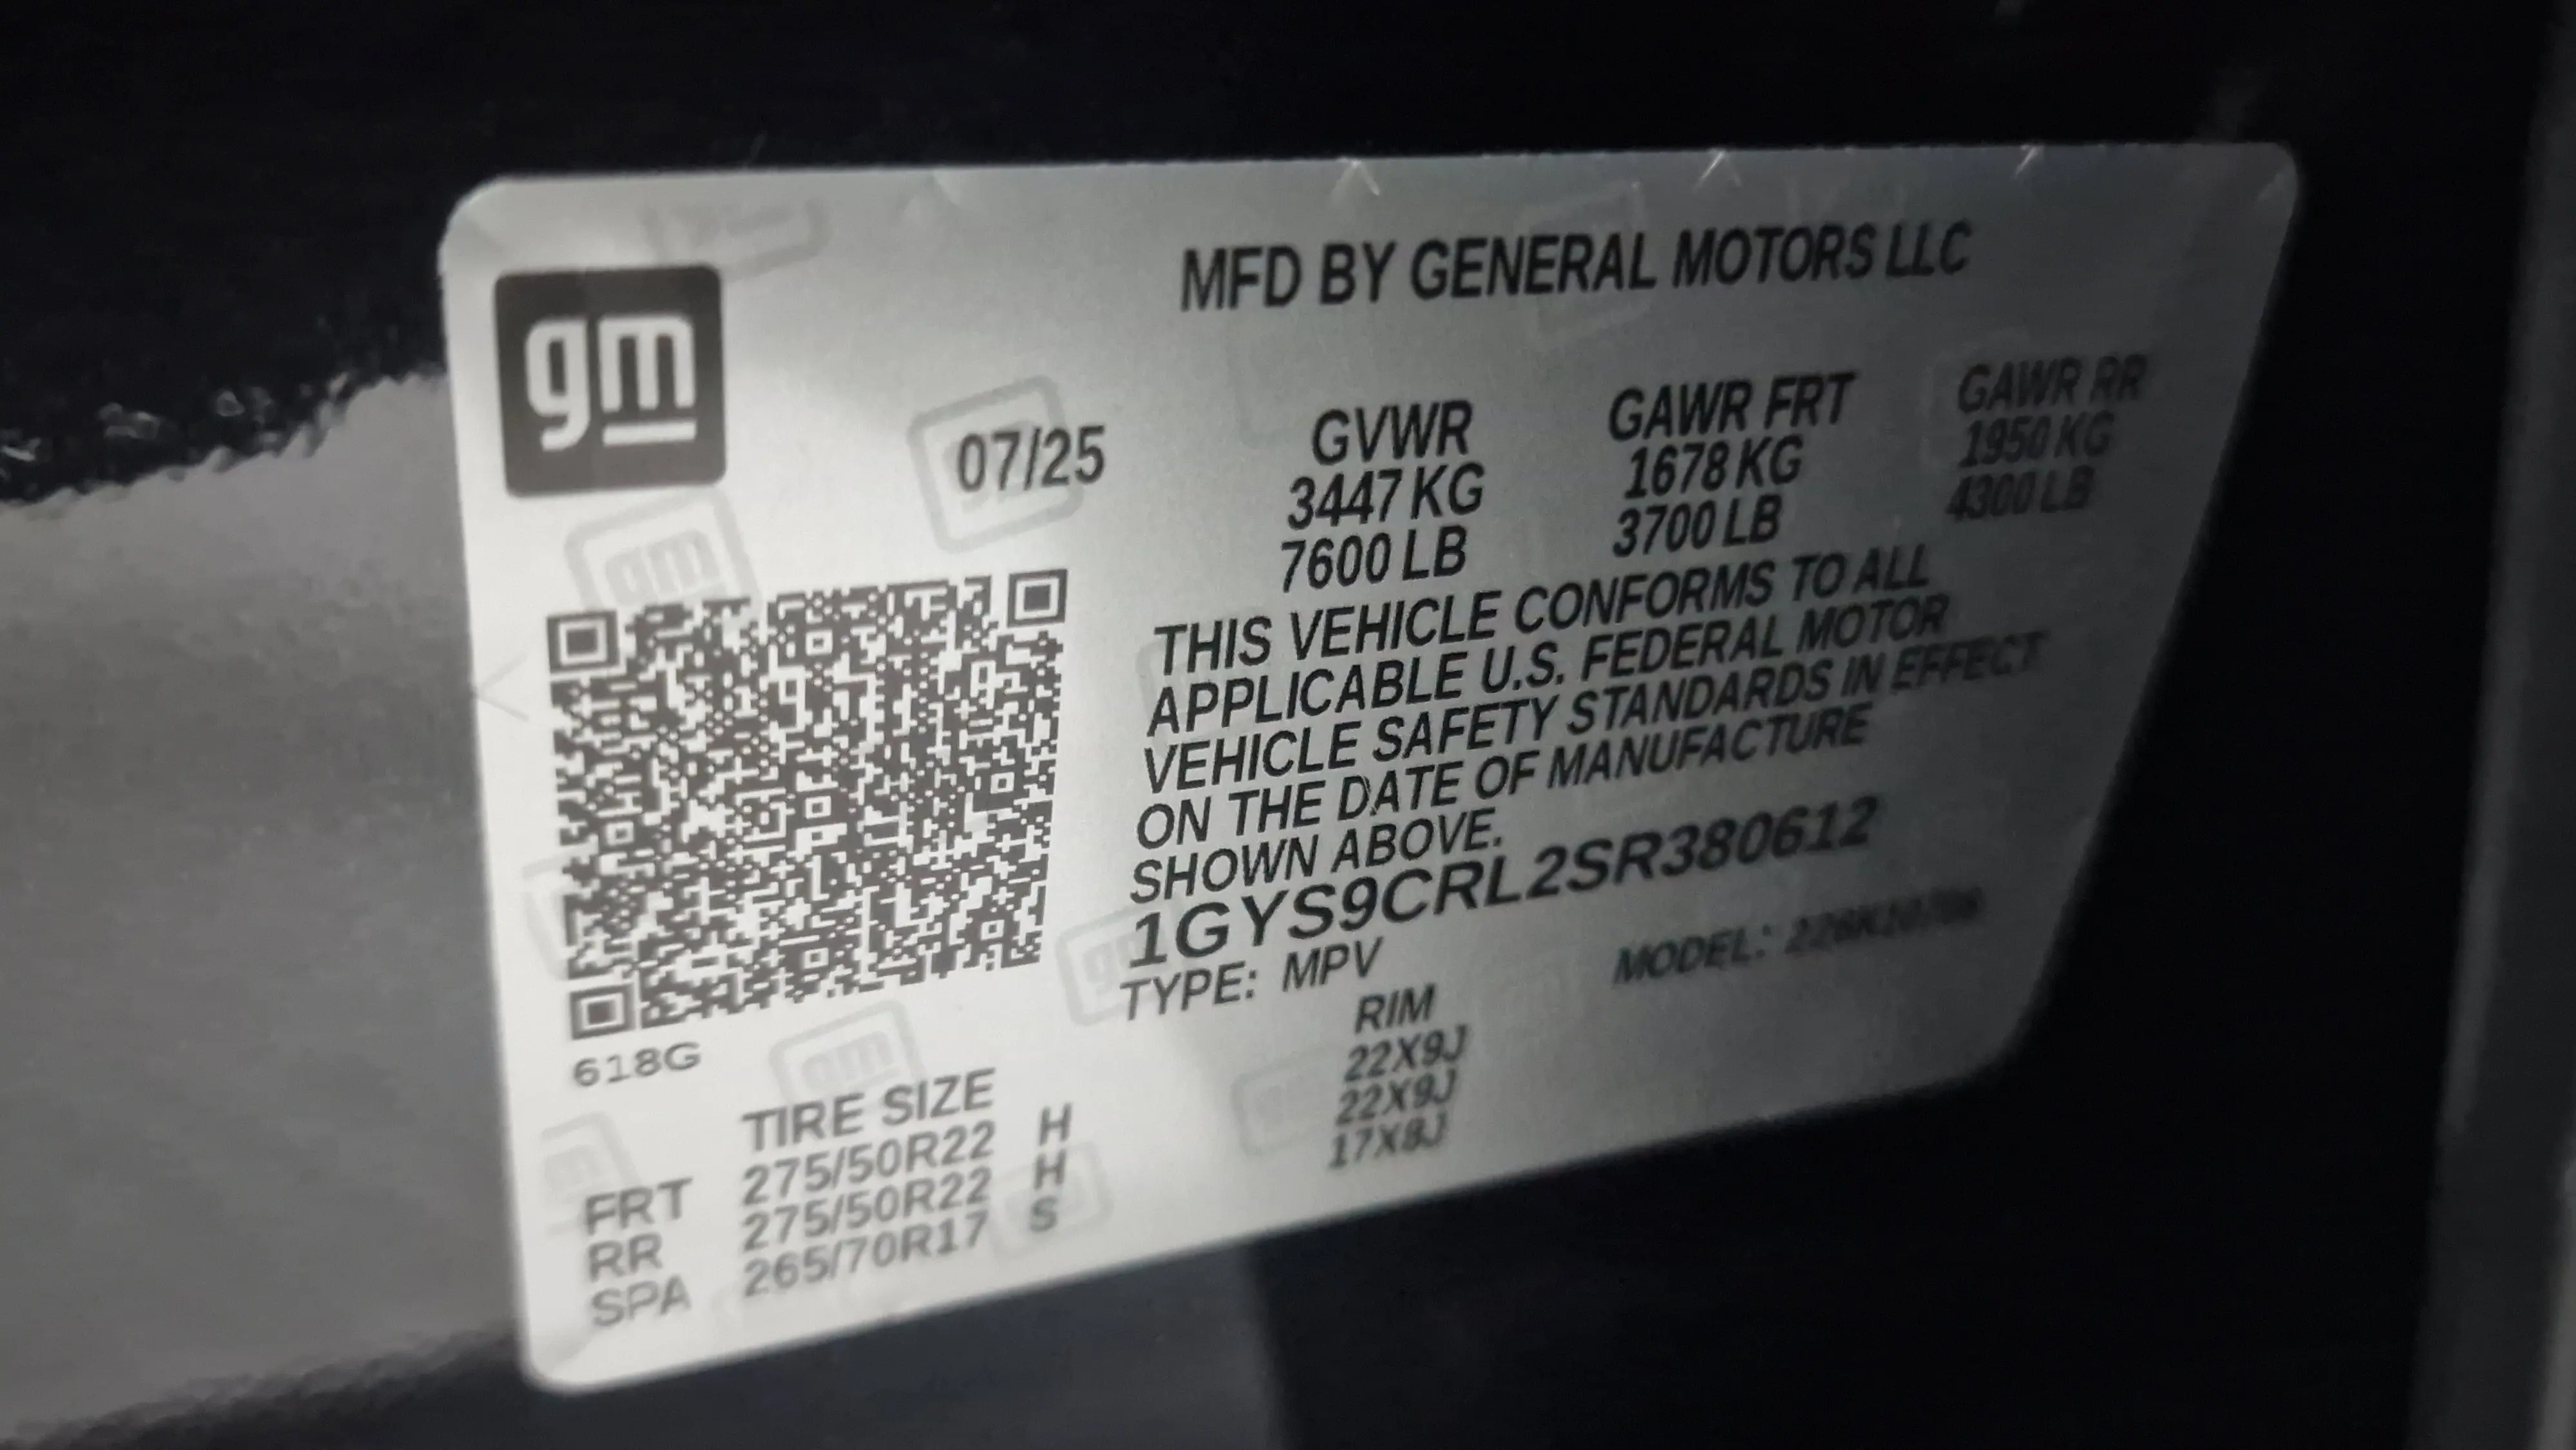 gm
MFD BY GENERAL MOTORS LLC
07/25
GVWR GAWR FRT GAWR RR
3447 KG 1678 KG 1950 KG
7600 LB 3700 LB 4300 LB
THIS VEHICLE CONFORMS TO ALL
APPLICABLE U.S. FEDERAL MOTOR
VEHICLE SAFETY STANDARDS IN EFFECT
ON THE DATE OF MANUFACTURE
SHOWN ABOVE.
1GYS9CRL2SR380612
TYPE: MPV MODEL:
618G
TIRE SIZE RIM
FRT 275/50R22 H 22X9J
RR 275/50R22 H 22X9J
SPA 265/70R17 S 17X8J